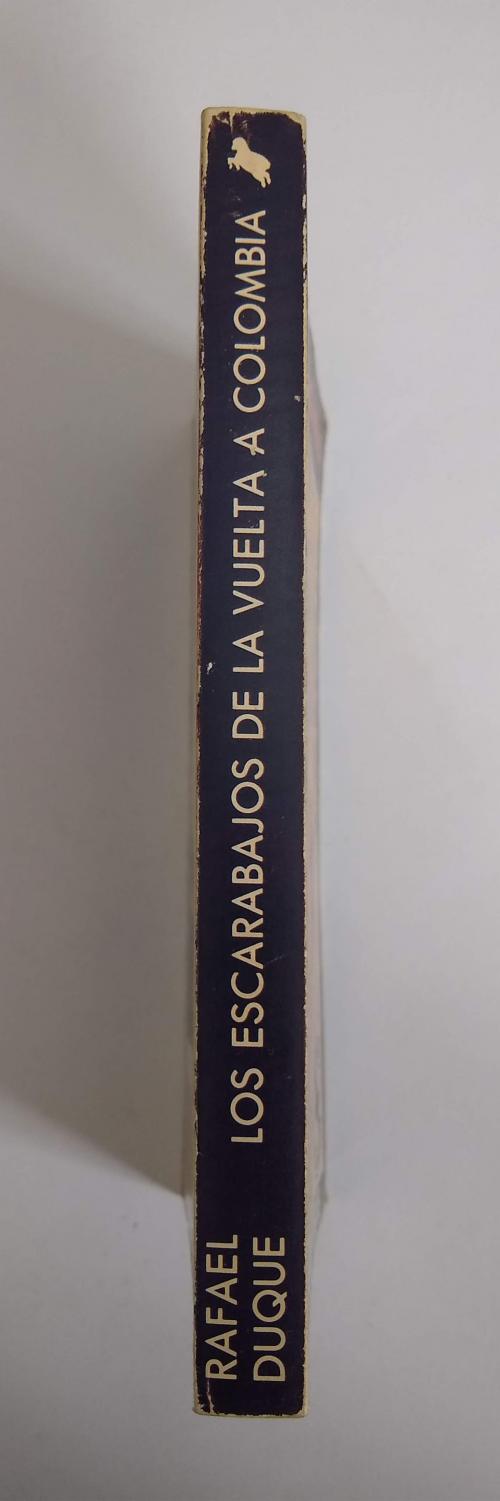 RAFAEL
DUQUE
LOS ESCARABAJOS DE LA VUELTA A COLOMBIA